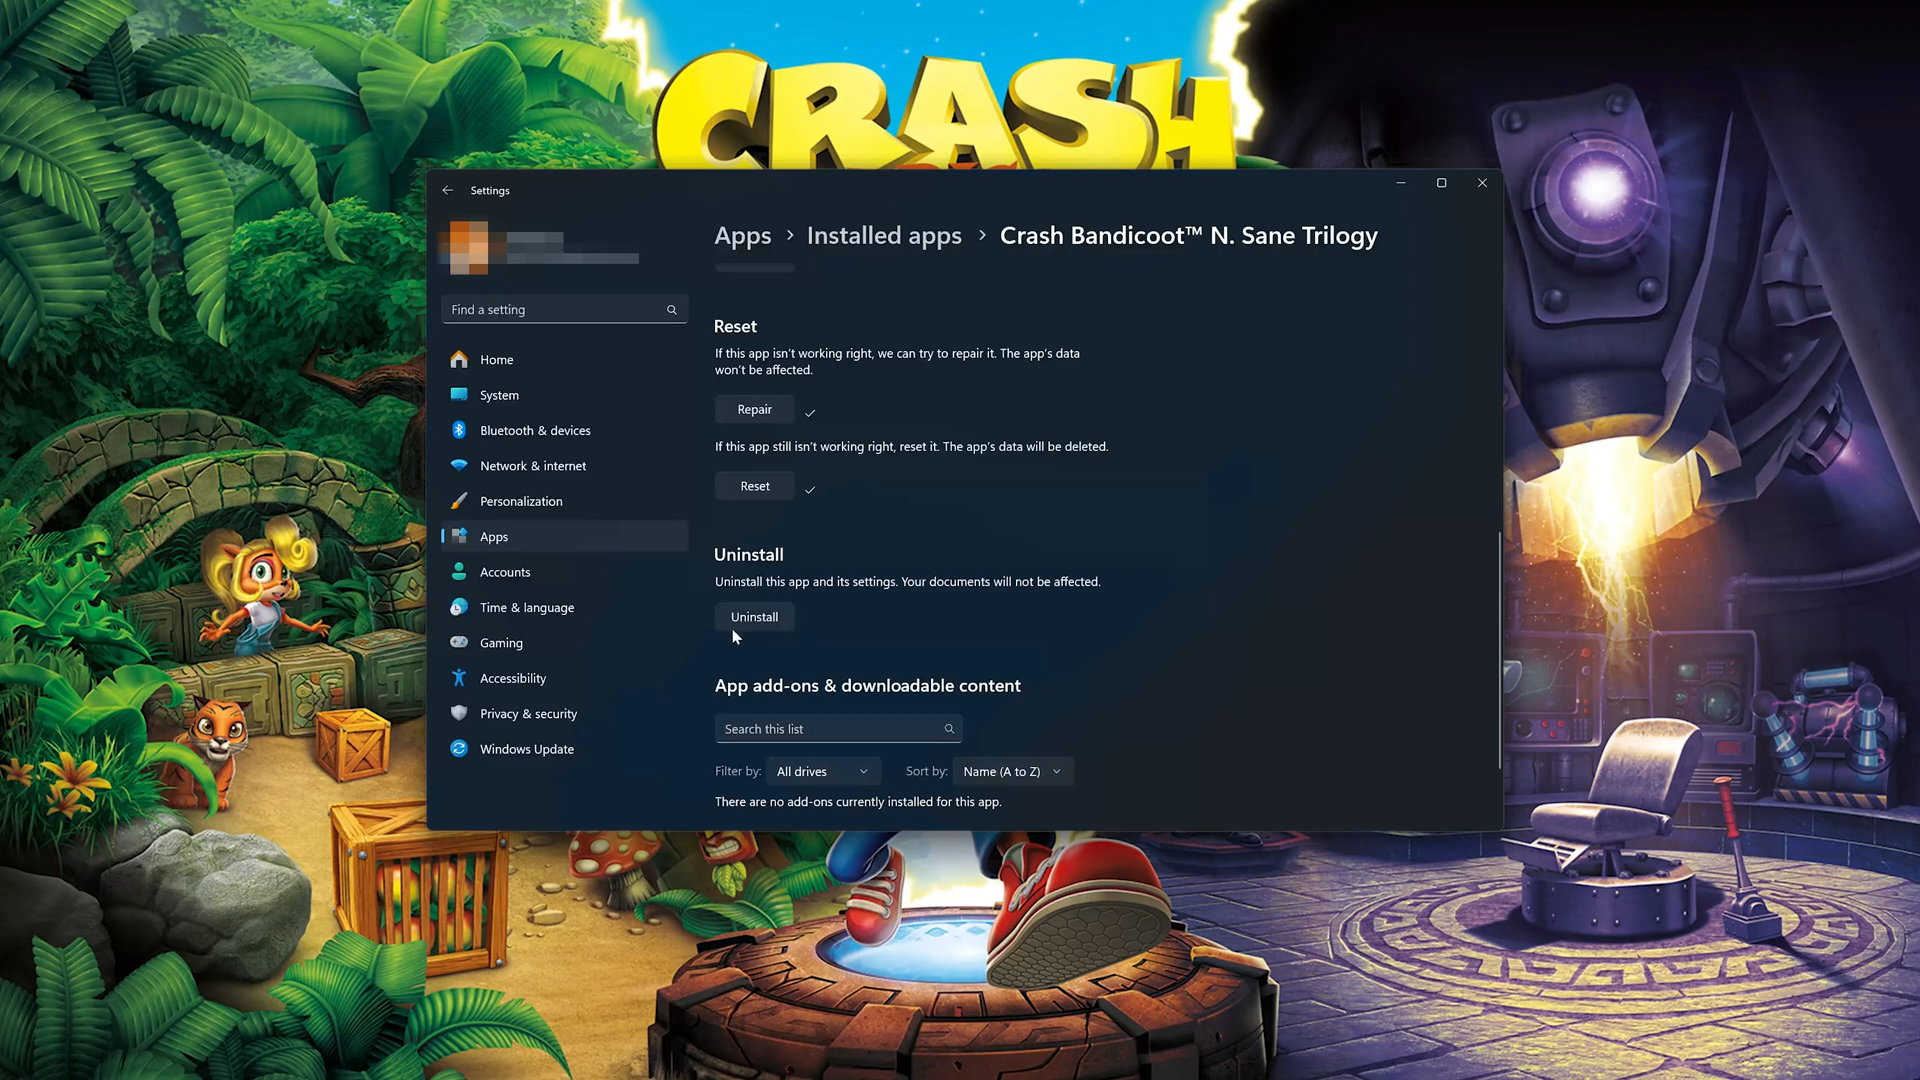 CRASH
Settings
Apps > Installed apps > Crash Bandicoot™ N. Sane Trilogy
Find a setting
Home
System
Bluetooth & devices
Network & internet
Personalization
Apps
Accounts
Time & language
Gaming
Accessibility
Privacy & security
Windows Update
Reset
If this app isn't working right, we can try to repair it. The app's data
won't be affected.
Repair
If this app still isn't working right, reset it. The app's data will be deleted.
Reset
Uninstall
Uninstall this app and its settings. Your documents will not be affected.
Uninstall
App add-ons & downloadable content
Search this list
Filter by: All drives Sort by: Name (A to Z)
There are no add-ons currently installed for this app.